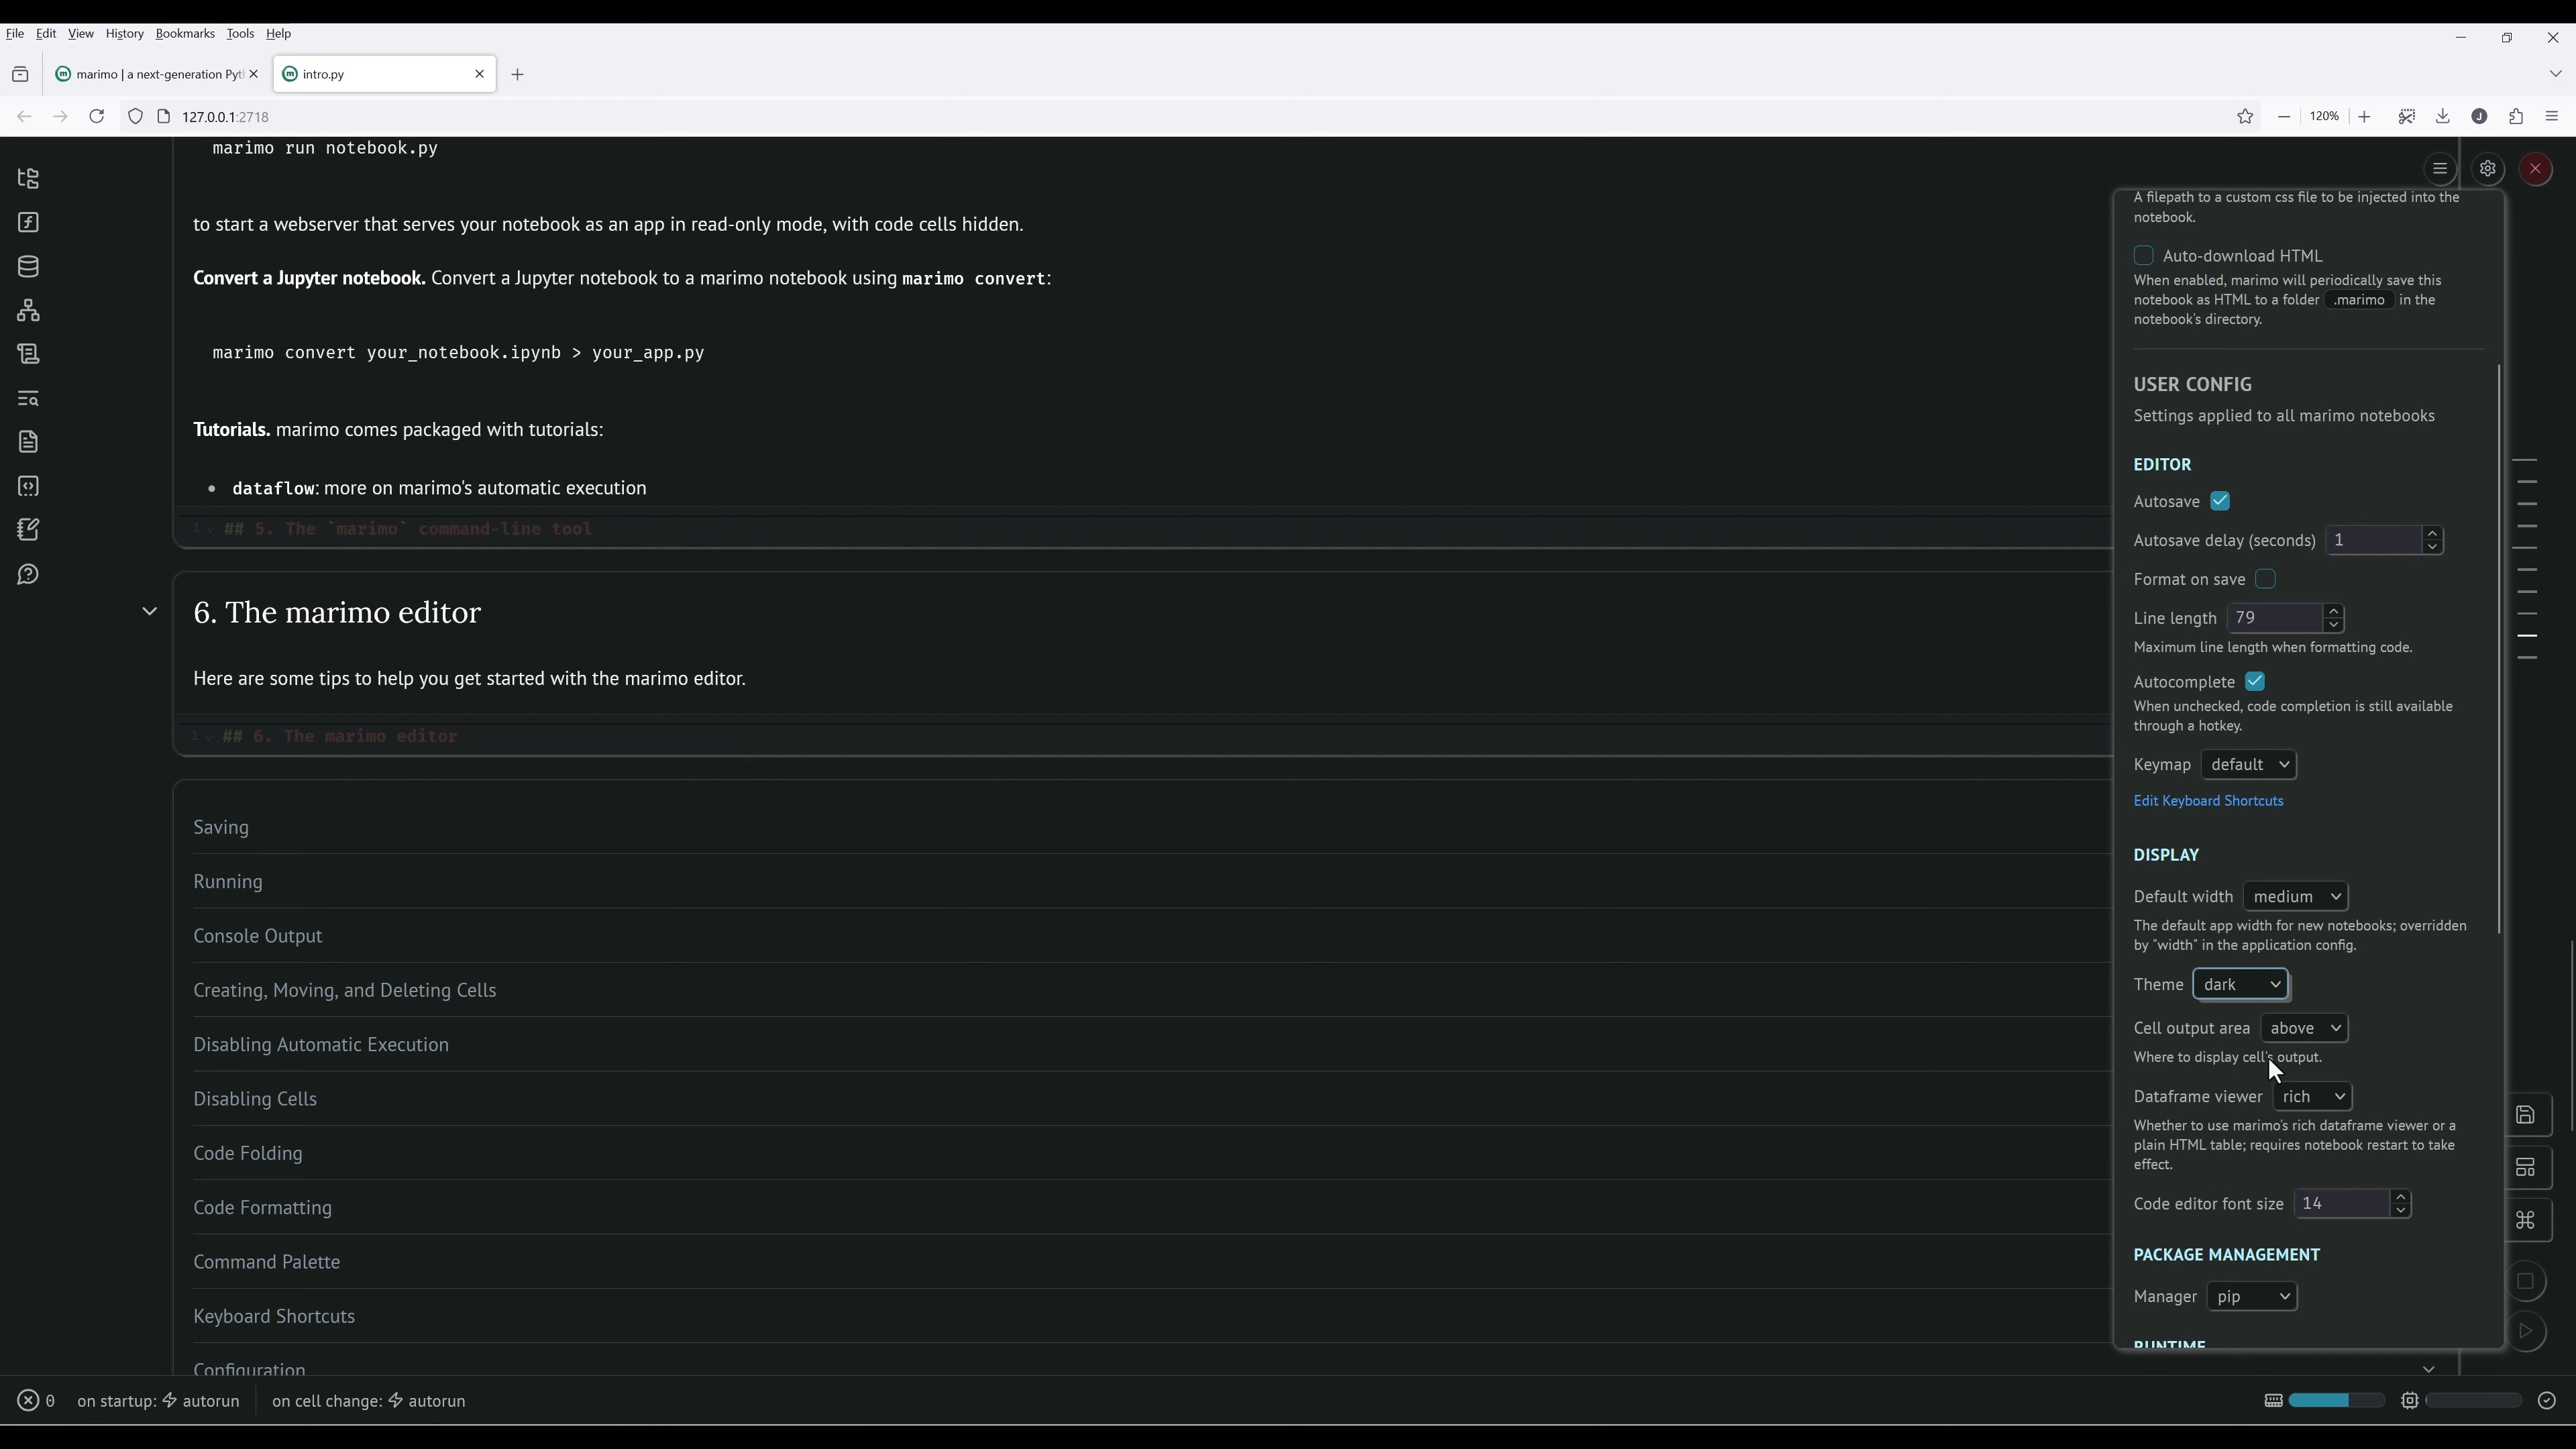 File Edit View History Bookmarks Tools Help
marimo | a next-generation Pyt
intro.py
127.0.0.1:2718
120%
J
marimo run notebook.py
to start a webserver that serves your notebook as an app in read-only mode, with code cells hidden.
Convert a Jupyter notebook. Convert a Jupyter notebook to a marimo notebook using marimo convert:
marimo convert your_notebook.ipynb > your_app.py
Tutorials. marimo comes packaged with tutorials:
• dataflow: more on marimo's automatic execution
1 ## 5. The `marimo` command-line tool
6. The marimo editor
Here are some tips to help you get started with the marimo editor.
1 ## 6. The marimo editor
Saving
Running
Console Output
Creating, Moving, and Deleting Cells
Disabling Automatic Execution
Disabling Cells
Code Folding
Code Formatting
Command Palette
Keyboard Shortcuts
Configuration
A filepath to a custom css file to be injected into the
notebook.
Auto-download HTML
When enabled, marimo will periodically save this
notebook as HTML to a folder .marimo in the
notebook's directory.
USER CONFIG
Settings applied to all marimo notebooks
EDITOR
Autosave
Autosave delay (seconds) 1
Format on save
Line length 79
Maximum line length when formatting code.
Autocomplete
When unchecked, code completion is still available
through a hotkey.
Keymap default
Edit Keyboard Shortcuts
DISPLAY
Default width medium
The default app width for new notebooks; overridden
by "width" in the application config.
Theme dark
Cell output area above
Where to display cell's output.
Dataframe viewer rich
Whether to use marimo's rich dataframe viewer or a
plain HTML table; requires notebook restart to take
effect.
Code editor font size 14
PACKAGE MANAGEMENT
Manager pip
RUNTIME
0 on startup: autorun on cell change: autorun